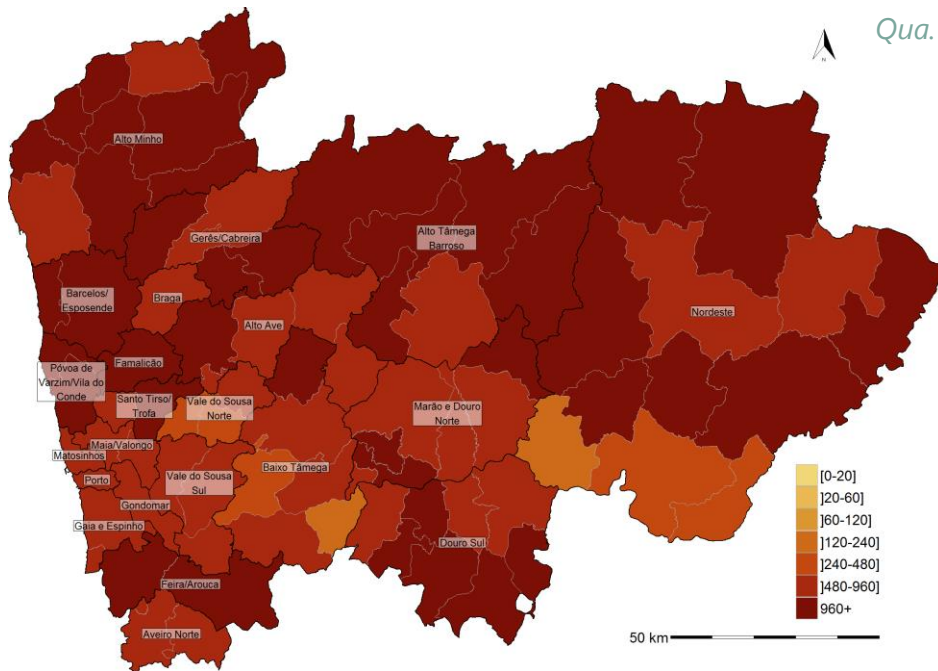 Qua.
N
Alto Minho
Gerês/Cabreira
Alto Tâmega
Barroso
Barcelos/
Esposende
Braga
Nordeste
Alto Ave
Famalicão
Póvoa de
Varzim/Vila do
Conde
Santo Tirso/
Trofa
Vale do Sousa
Norte
Marão e Douro
Norte
Maia/Valongo
Matosinhos
Baixo Tâmega
Porto
Vale do Sousa
Sul
Gondomar
Gaia e Espinho
Douro Sul
Feira/Arouca
Aveiro Norte
[0-20]
]20-60]
]60-120]
]120-240]
]240-480]
]480-960]
960+
50 km